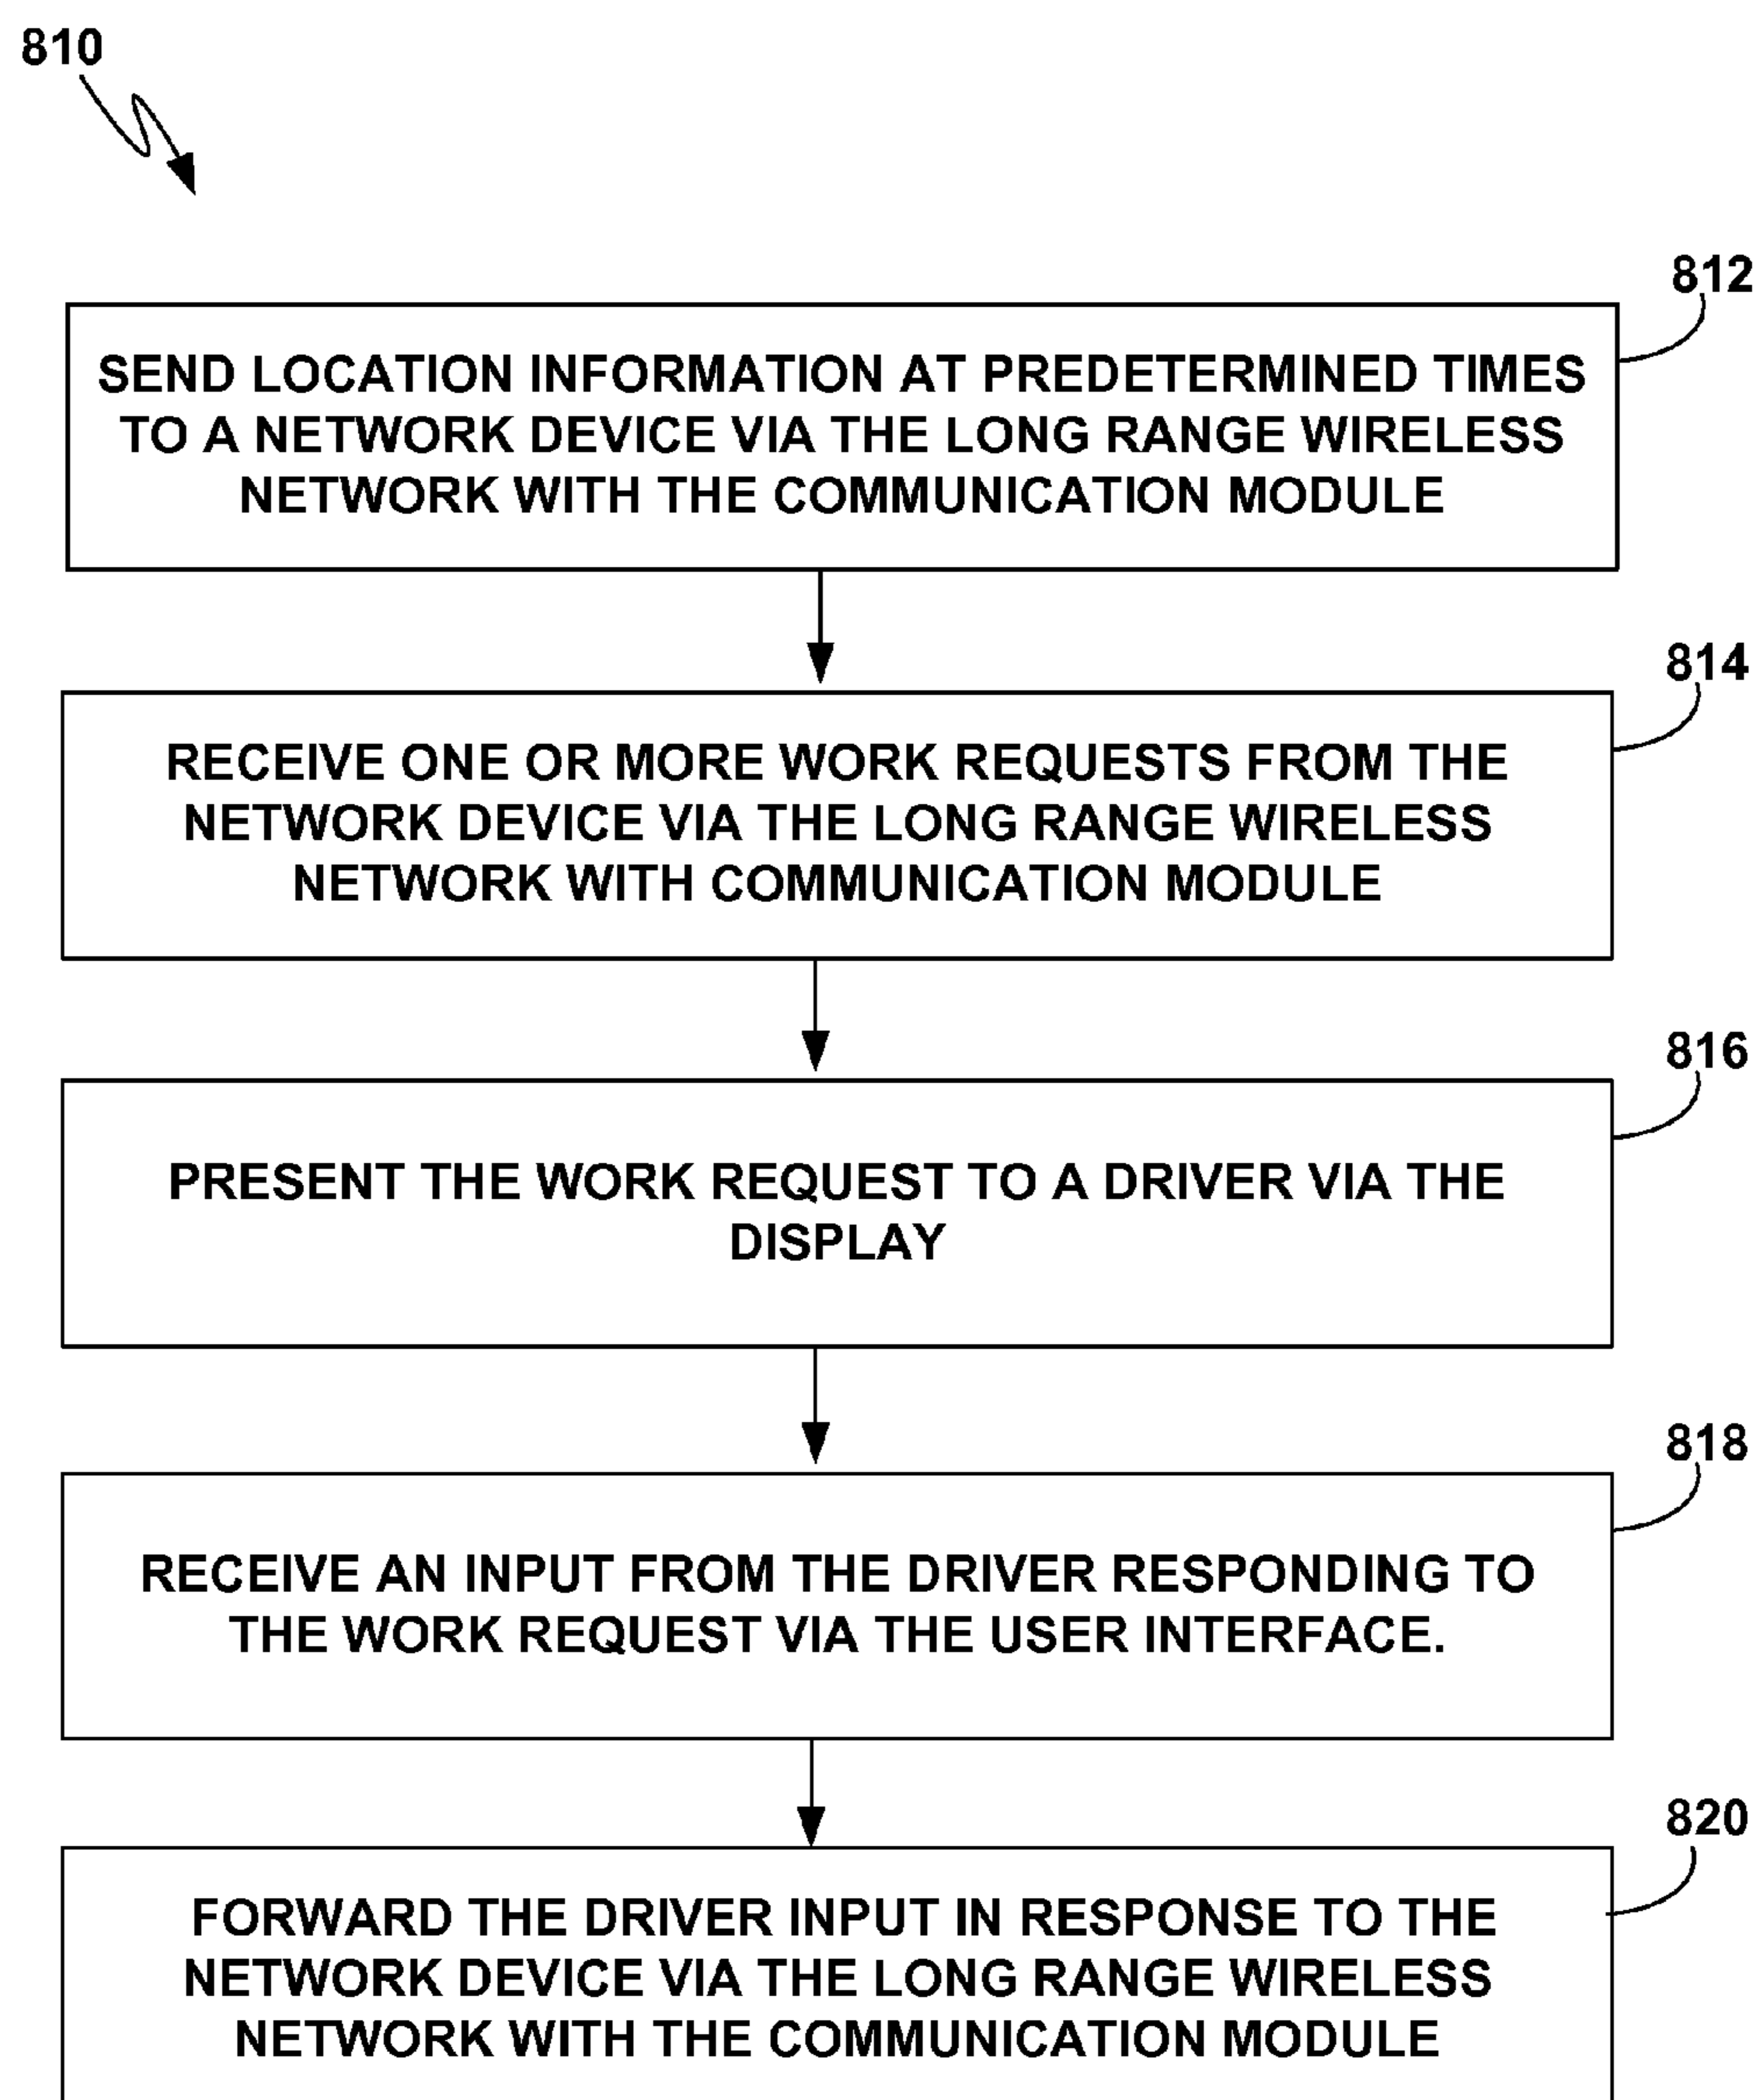 810
812
SEND LOCATION INFORMATION AT PREDETERMINED TIMES
TO A NETWORK DEVICE VIA THE LONG RANGE WIRELESS
NETWORK WITH THE COMMUNICATION MODULE
814
RECEIVE ONE OR MORE WORK REQUESTS FROM THE
NETWORK DEVICE VIA THE LONG RANGE WIRELESS
NETWORK WITH COMMUNICATION MODULE
816
PRESENT THE WORK REQUEST TO A DRIVER VIA THE
DISPLAY
818
RECEIVE AN INPUT FROM THE DRIVER RESPONDING TO
THE WORK REQUEST VIA THE USER INTERFACE.
820
FORWARD THE DRIVER INPUT IN RESPONSE TO THE
NETWORK DEVICE VIA THE LONG RANGE WIRELESS
NETWORK WITH THE COMMUNICATION MODULE